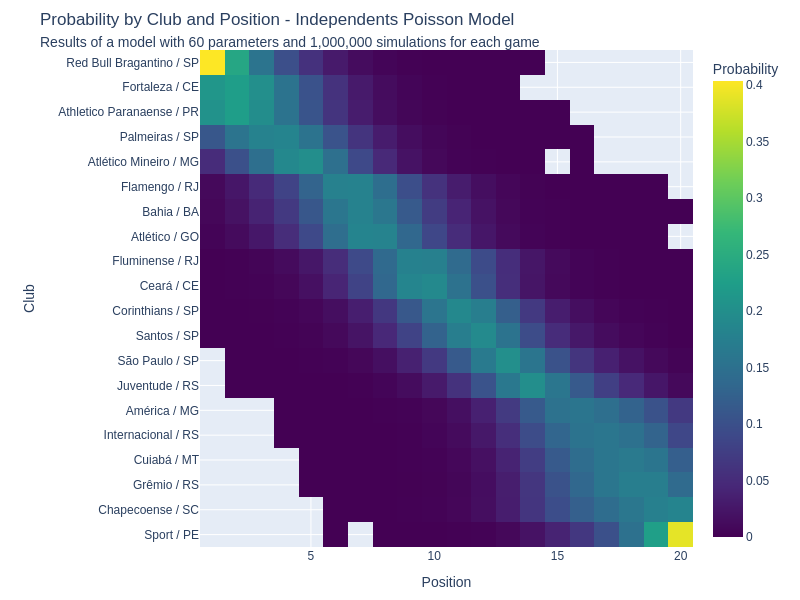 Probability by Club and Position - Independents Poisson Model
Results of a model with 60 parameters and 1,000,000 simulations for each game
Probability
Club
Red Bull Bragantino / SP
Fortaleza / CE
Athletico Paranaense / PR
Palmeiras / SP
Atlético Mineiro / MG
Flamengo / RJ
Bahia / BA
Atlético / GO
Fluminense / RJ
Ceará / CE
Corinthians / SP
Santos / SP
São Paulo / SP
Juventude / RS
América / MG
Internacional / RS
Cuiabá / MT
Grêmio / RS
Chapecoense / SC
Sport / PE
5
10
15
20
Position
0.4
0.35
0.3
0.25
0.2
0.15
0.1
0.05
0